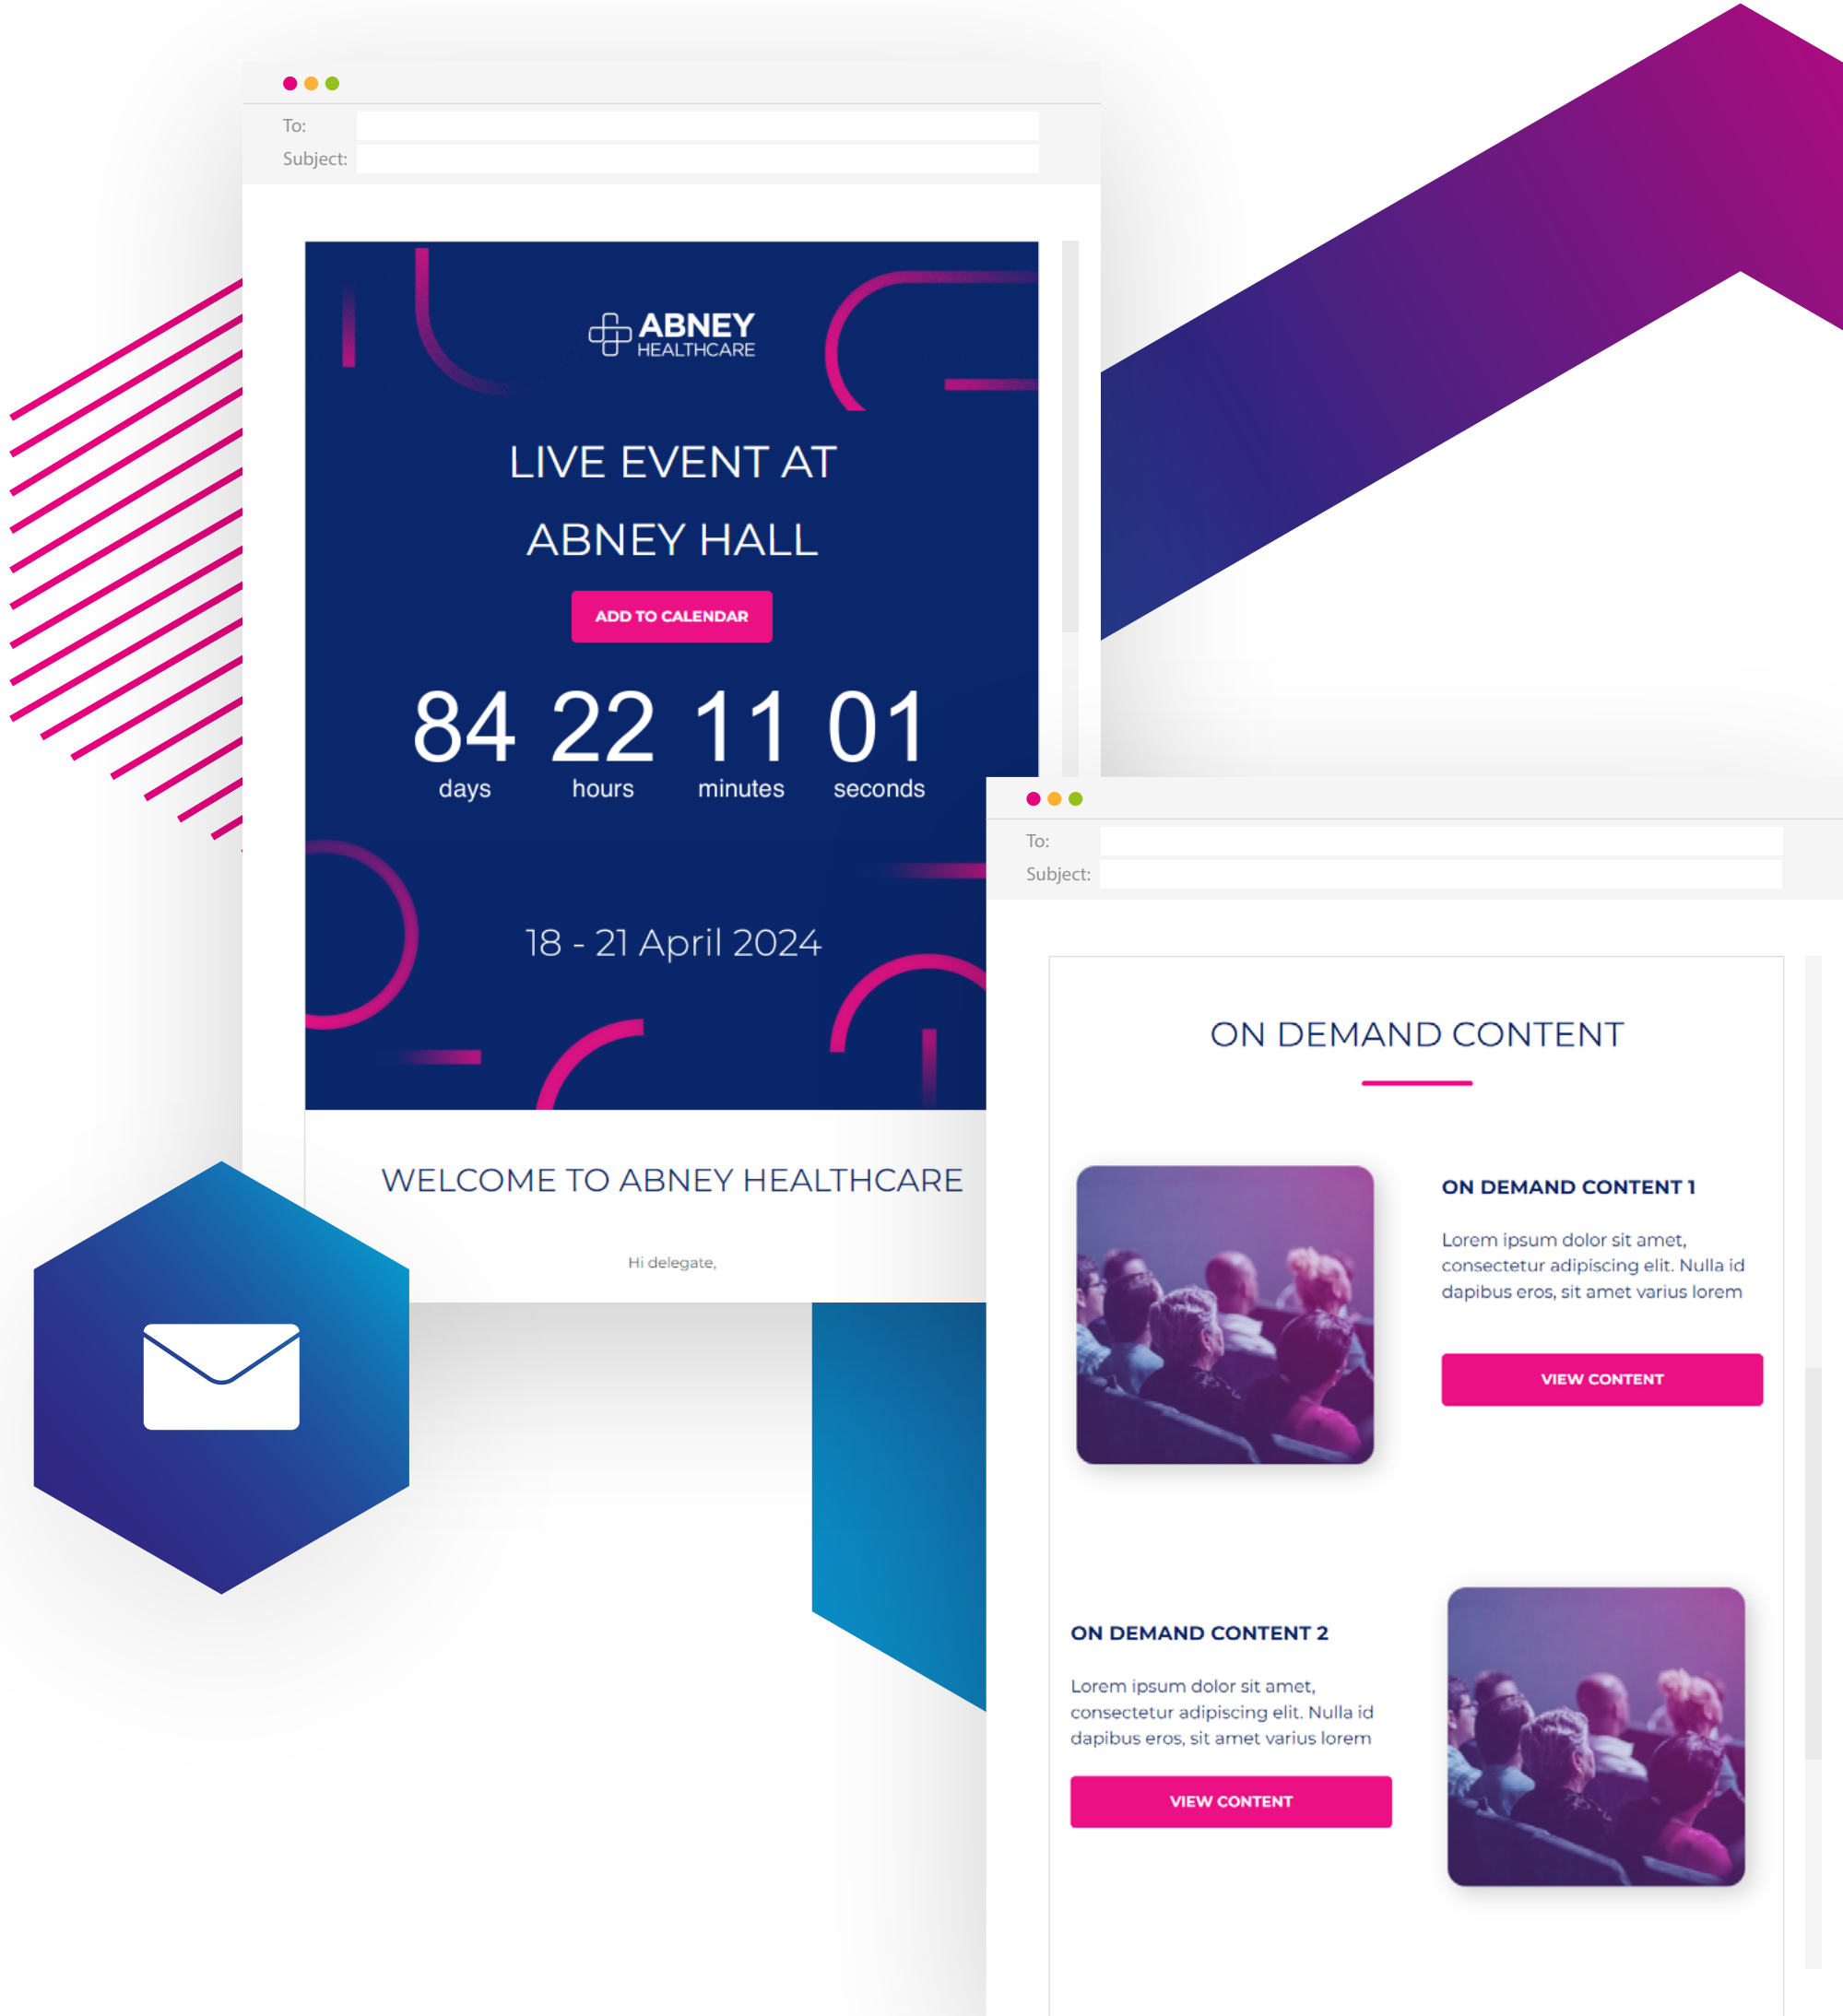 To:
Subject:
ABNEY
HEALTHCARE
LIVE EVENT AT
ABNEY HALL
ADD TO CALENDAR
84 22 11 01
days hours minutes seconds
18 - 21 April 2024
WELCOME TO ABNEY HEALTHCARE
Hi delegate,
To:
Subject:
ON DEMAND CONTENT
ON DEMAND CONTENT 1
Lorem ipsum dolor sit amet,
consectetur adipiscing elit. Nulla id
dapibus eros, sit amet varius lorem
VIEW CONTENT
ON DEMAND CONTENT 2
Lorem ipsum dolor sit amet,
consectetur adipiscing elit. Nulla id
dapibus eros, sit amet varius lorem
VIEW CONTENT